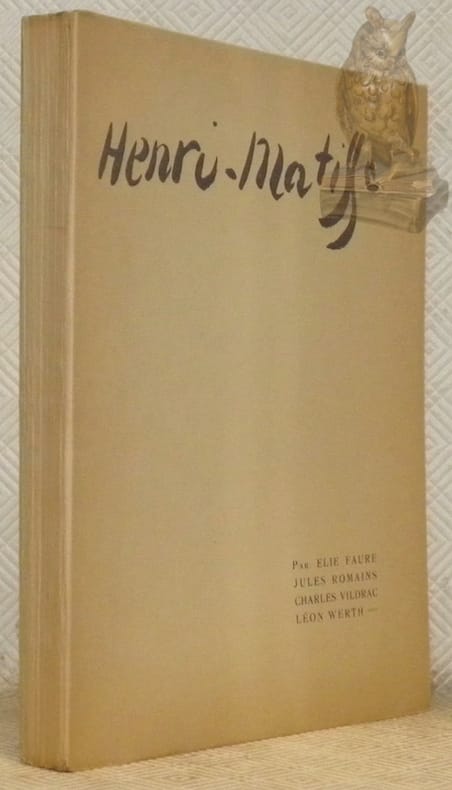 Henri-Matisse
PAR ELIE FAURE
JULES ROMAINS
CHARLES VILDRAC
LÉON WERTH —